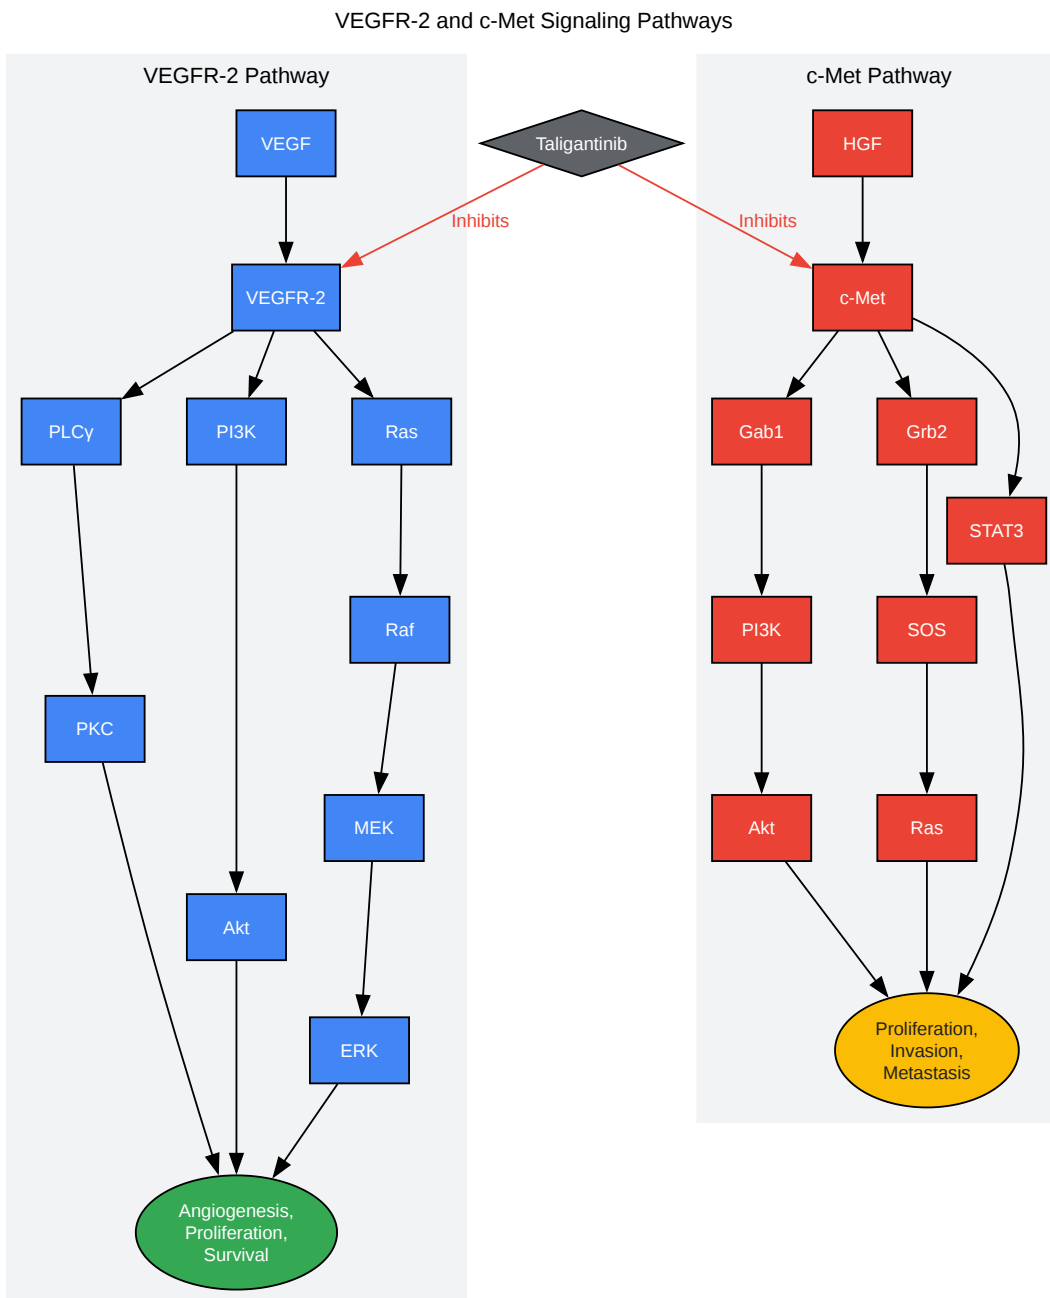 VEGFR-2 and c-Met Signaling Pathways
VEGFR-2 Pathway
c-Met Pathway
VEGF
Taligantinib
HGF
Inhibits
Inhibits
VEGFR-2
c-Met
PLCγ
PI3K
Ras
Gab1
Grb2
STAT3
Raf
PI3K
SOS
PKC
MEK
Akt
Ras
Akt
ERK
Proliferation,
Invasion,
Metastasis
Angiogenesis,
Proliferation,
Survival